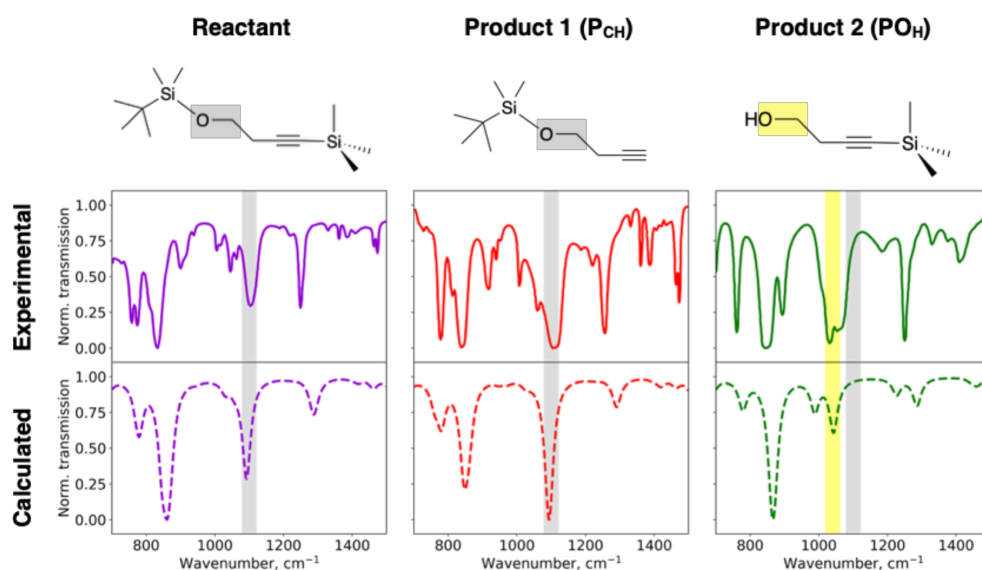 Reactant Product 1 (PCH) Product 2 (POH)
Si O Si
Si O
HO Si
Experimental
Norm. transmission
1.00
0.75
0.50
0.25
0.00
Calculated
Norm. transmission
1.00
0.75
0.50
0.25
0.00
800 1000 1200 1400 800 1000 1200 1400 800 1000 1200 1400
Wavenumber, cm⁻¹ Wavenumber, cm⁻¹ Wavenumber, cm⁻¹